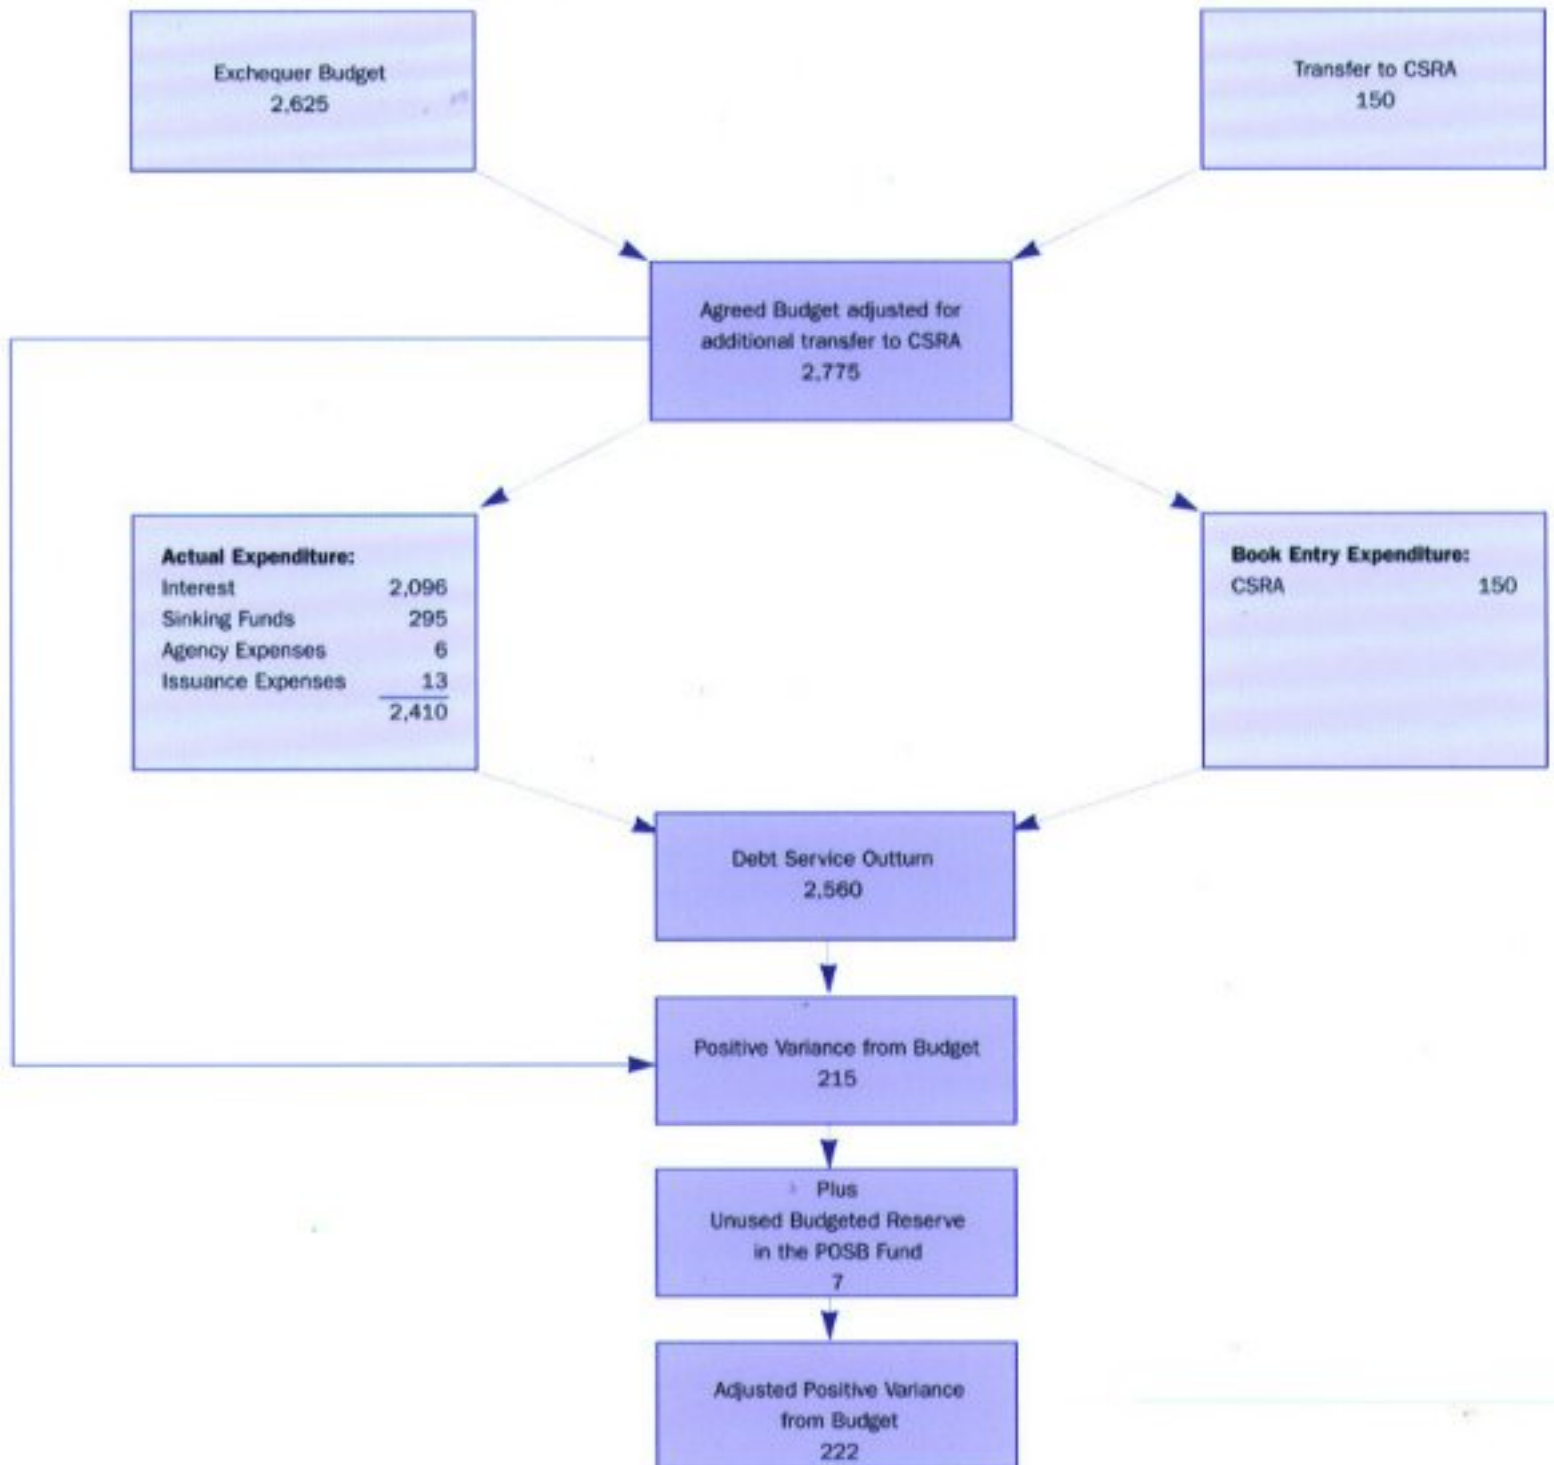 Exchequer Budget
2,625
Transfer to CSRA
150
Agreed Budget adjusted for
additional transfer to CSRA
2,775
Actual Expenditure:
Interest 2,096
Sinking Funds 295
Agency Expenses 6
Issuance Expenses 13
2,410
Book Entry Expenditure:
CSRA 150
Debt Service Outturn
2,560
Positive Variance from Budget
215
Plus
Unused Budgeted Reserve
in the POSB Fund
7
Adjusted Positive Variance
from Budget
222